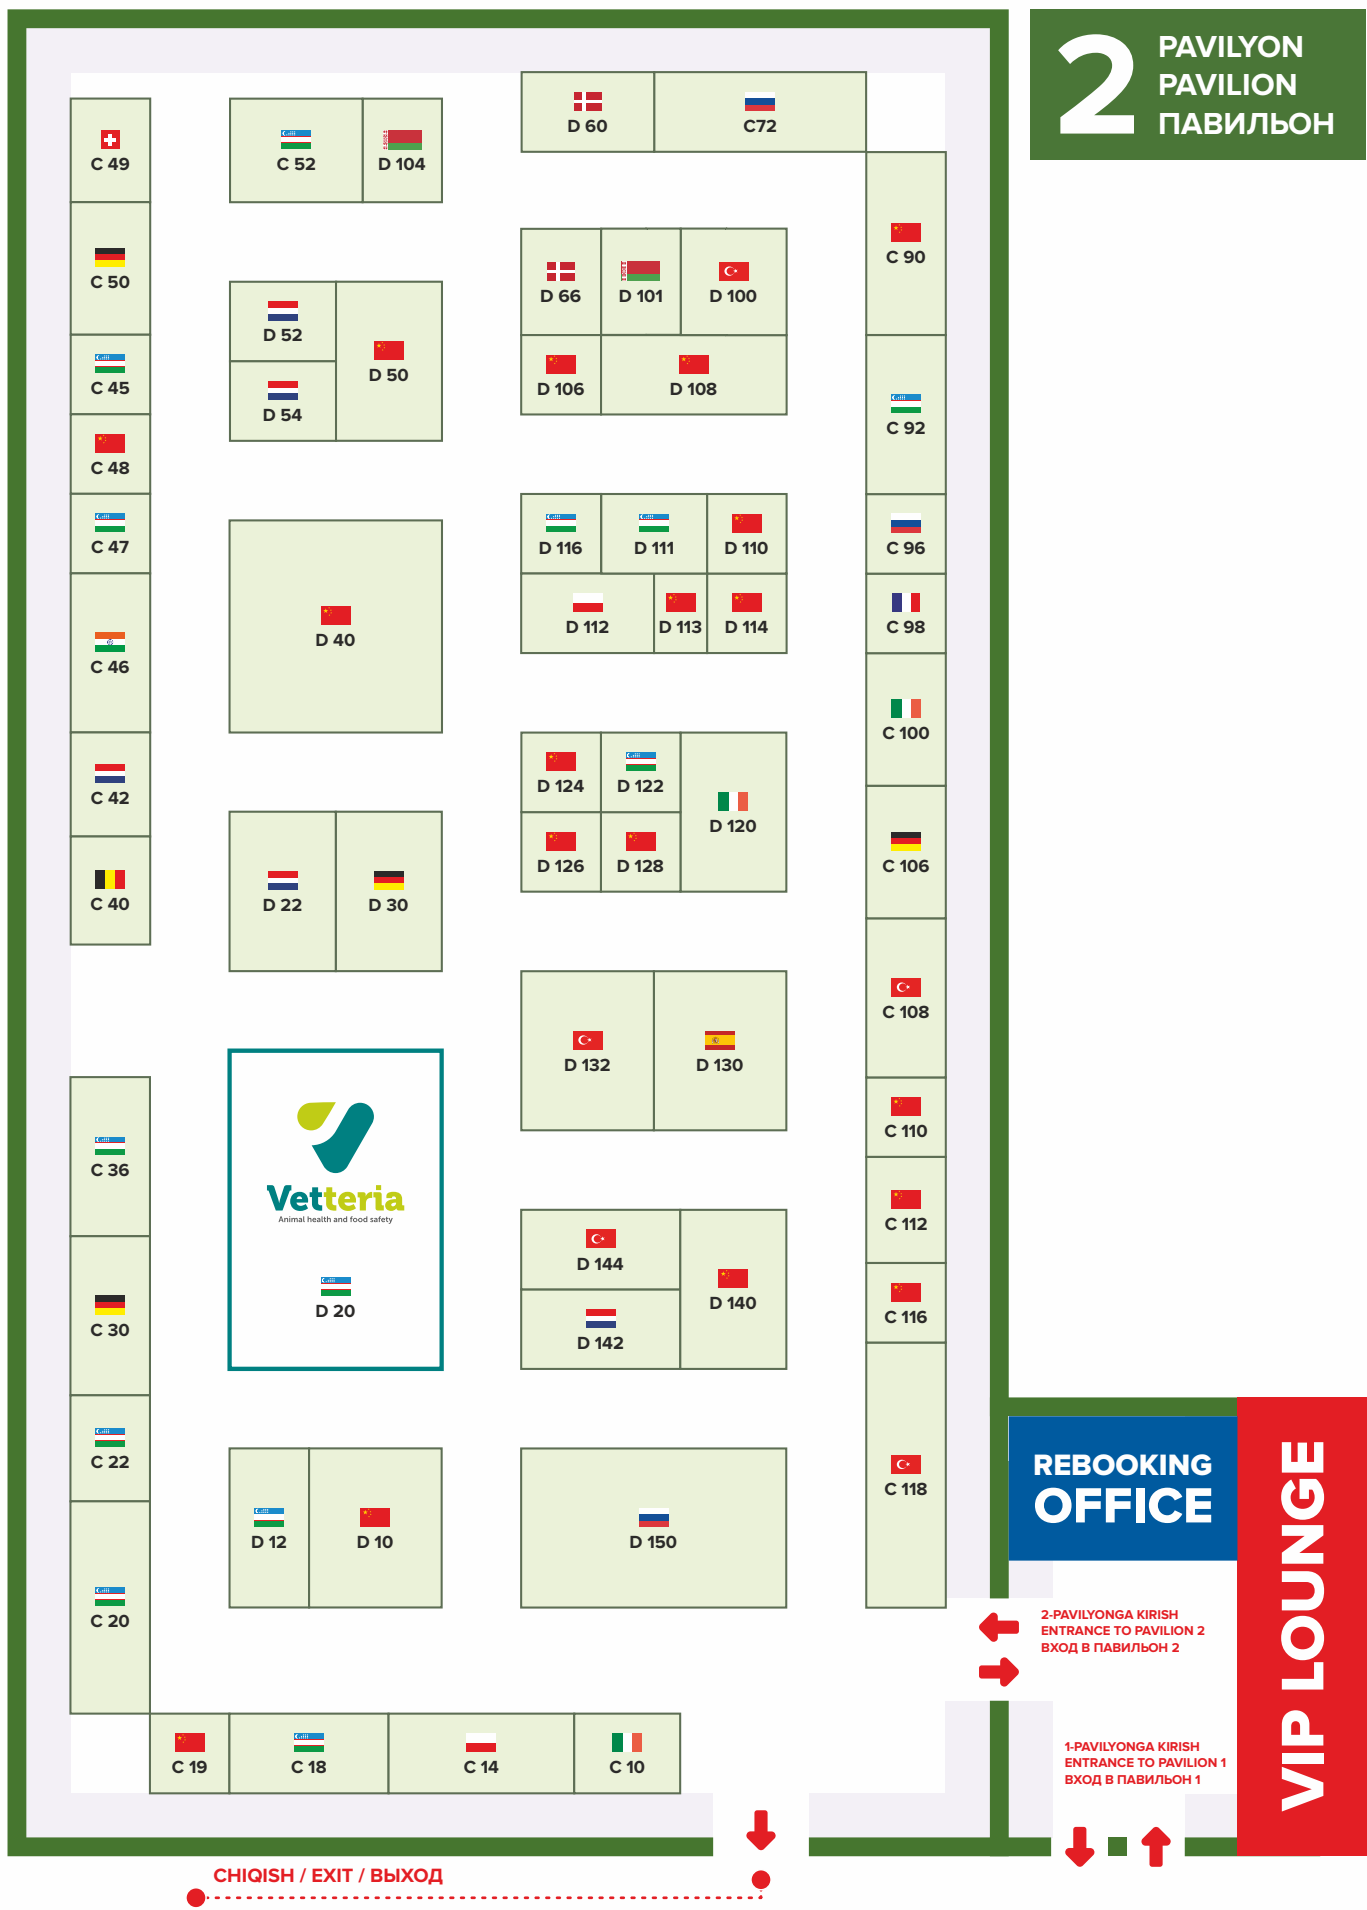 2
PAVILYON
PAVILION
ПАВИЛЬОН
D 60
C72
C 49
C 52
D 104
C 90
C 50
D 66
D 101
D 100
D 52
D 50
C 45
D 106
D 108
D 54
C 92
C 48
C 47
D 116
D 111
D 110
C 96
D 112
D 113
D 114
C 98
D 40
C 46
C 100
C 42
D 124
D 122
D 120
D 126
D 128
C 106
C 40
D 22
D 30
C 108
D 132
D 130
C 110
C 36
Vetteria
Animal health and food safety
C 112
D 144
D 140
D 20
C 116
C 30
D 142
C 22
C 118
REBOOKING
OFFICE
VIP LOUNGE
D 12
D 10
D 150
C 20
2-PAVILYONGA KIRISH
ENTRANCE TO PAVILION 2
ВХОД В ПАВИЛЬОН 2
C 19
C 18
C 14
C 10
1-PAVILYONGA KIRISH
ENTRANCE TO PAVILION 1
ВХОД В ПАВИЛЬОН 1
CHIQISH / EXIT / ВЫХОД